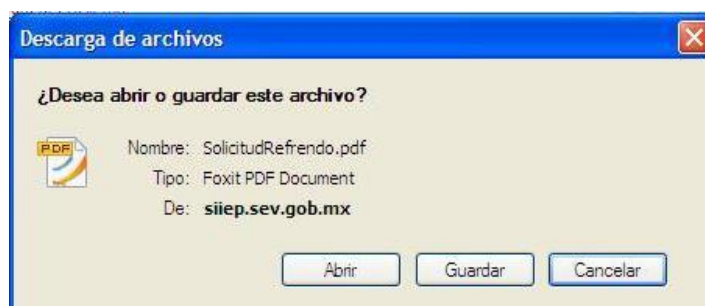 Descarga de archivos
¿Desea abrir o guardar este archivo?
PDF
Nombre: SolicitudRefrendo.pdf
Tipo: Foxit PDF Document
De: siiep.sev.gob.mx
Abrir Guardar Cancelar